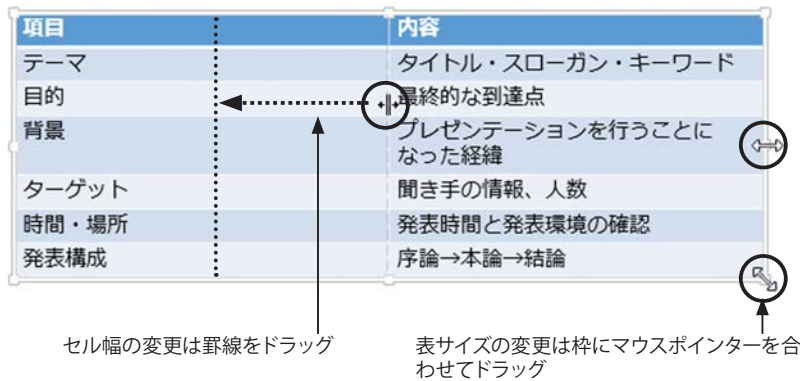 項目 内容
テーマ タイトル・スローガン・キーワード
目的 最終的な到達点
背景 プレゼンテーションを行うことに
なった経緯
ターゲット 聞き手の情報、人数
時間・場所 発表時間と発表環境の確認
発表構成 序論→本論→結論
セル幅の変更は罫線をドラッグ
表サイズの変更は枠にマウスポインターを合
わせてドラッグ